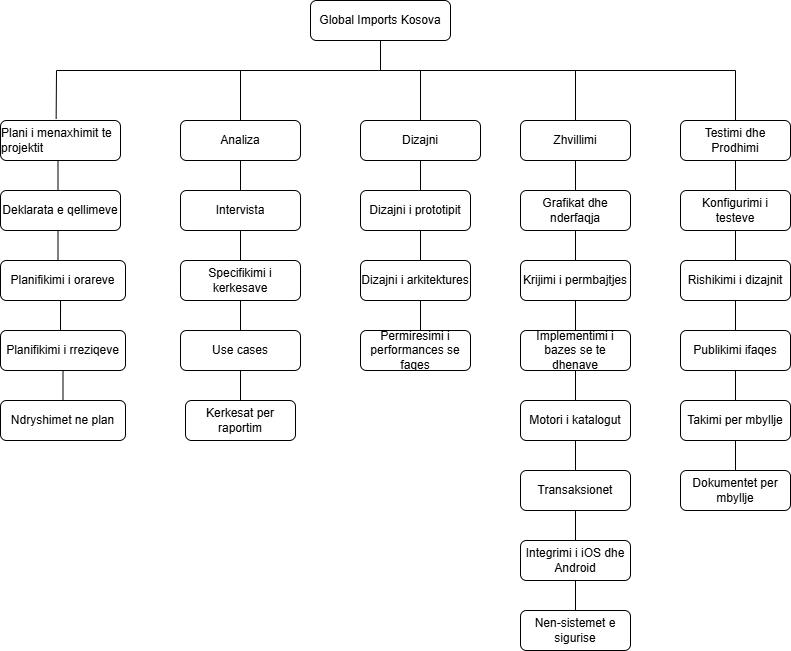 Global Imports Kosova
Plani i menaxhimit te
projektit
Deklarata e qellimeve
Planifikimi i orareve
Planifikimi i rreziqeve
Ndryshimet ne plan
Analiza
Intervista
Specifikimi i
kerkesave
Use cases
Kerkesat per
raportim
Dizajni
Dizajni i prototipit
Dizajni i arkitektures
Permiresimi i
performances se
faqes
Zhvillimi
Grafikat dhe
nderfaqja
Krijimi i permbajtjes
Implementimi i
bazes se te
dhenave
Motori i katalogut
Transaksionet
Integrimi i iOS dhe
Android
Nen-sistemet e
sigurise
Testimi dhe
Prodhimi
Konfigurimi i
testeve
Rishikimi i dizajnit
Publikimi ifaqes
Takimi per mbyllje
Dokumentet per
mbyllje